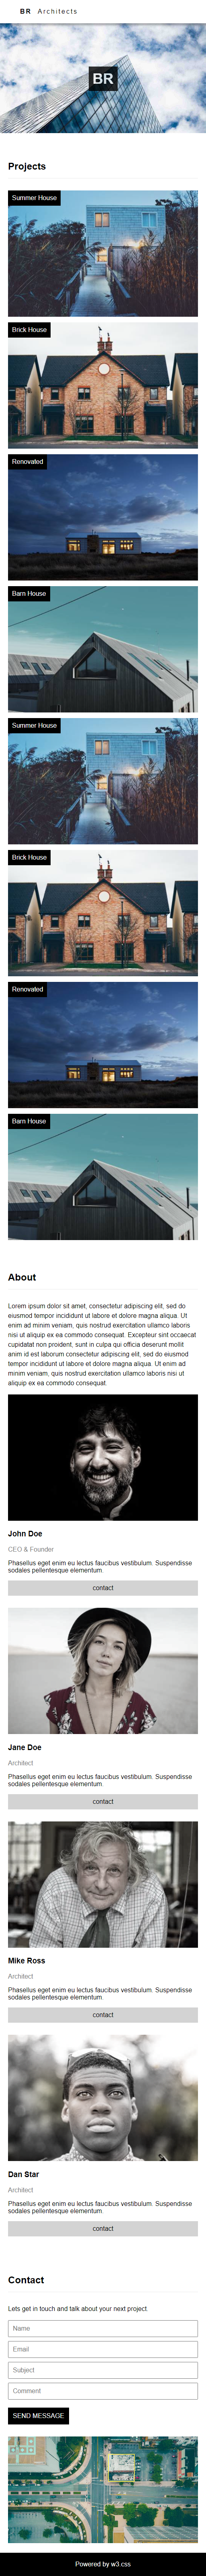 BR Architects
BR
Projects
Summer House
Brick House
Renovated
Barn House
Summer House
Brick House
Renovated
Barn House
About
Lorem ipsum dolor sit amet, consectetur adipiscing elit, sed do
eiusmod tempor incididunt ut labore et dolore magna aliqua. Ut
enim ad minim veniam, quis nostrud exercitation ullamco laboris
nisi ut aliquip ex ea commodo consequat. Excepteur sint occaecat
cupidatat non proident, sunt in culpa qui officia deserunt mollit
anim id est laborum consectetur adipiscing elit, sed do eiusmod
tempor incididunt ut labore et dolore magna aliqua. Ut enim ad
minim veniam, quis nostrud exercitation ullamco laboris nisi ut
aliquip ex ea commodo consequat.
John Doe
CEO & Founder
Phasellus eget enim eu lectus faucibus vestibulum. Suspendisse
sodales pellentesque elementum.
contact
Jane Doe
Architect
Phasellus eget enim eu lectus faucibus vestibulum. Suspendisse
sodales pellentesque elementum.
contact
Mike Ross
Architect
Phasellus eget enim eu lectus faucibus vestibulum. Suspendisse
sodales pellentesque elementum.
contact
Dan Star
Architect
Phasellus eget enim eu lectus faucibus vestibulum. Suspendisse
sodales pellentesque elementum.
contact
Contact
Lets get in touch and talk about your next project.
Name
Email
Subject
Comment
SEND MESSAGE
Powered by w3.css